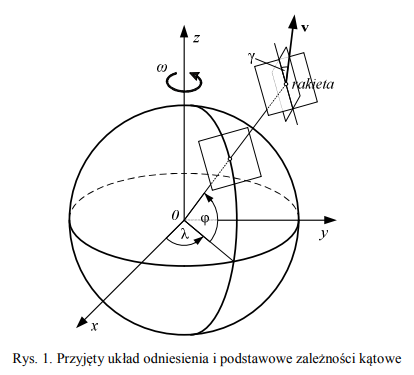 z
v
γ
ω
rakieta
0
φ
λ
y
x
Rys. 1. Przyjęty układ odniesienia i podstawowe zależności kątowe